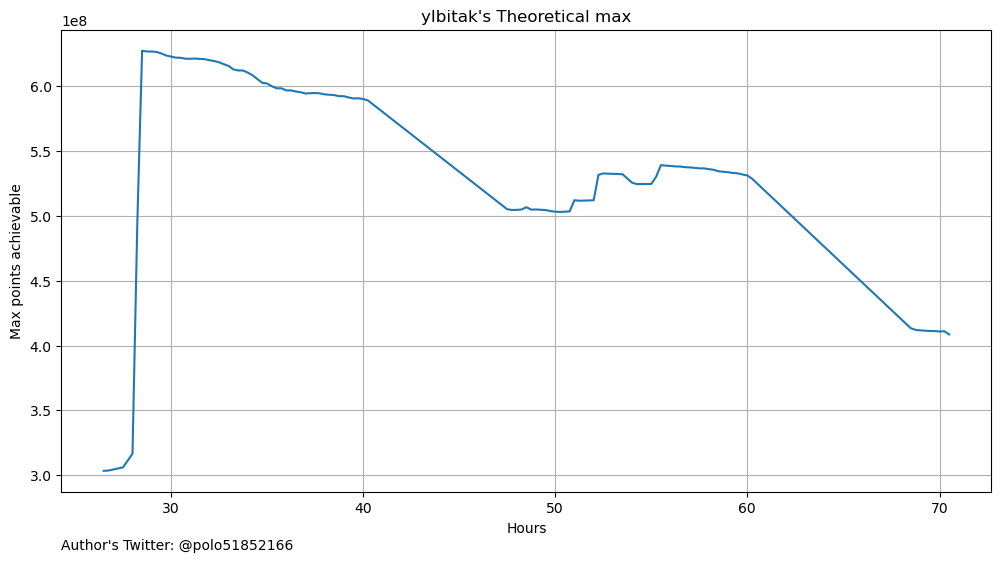 yIbitak's Theoretical max
1e8
6.0
5.5
5.0
4.5
4.0
3.5
3.0
Max points achievable
30 40 50 60 70
Hours
Author's Twitter: @polo51852166